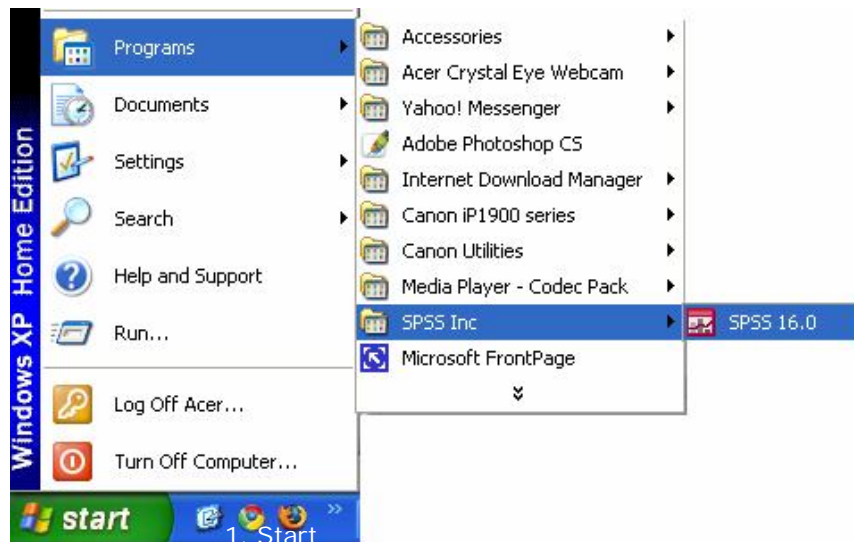 Programs
Documents
Settings
Search
Help and Support
Run...
Log Off Acer...
Turn Off Computer...
Windows XP Home Edition
Accessories
Acer Crystal Eye Webcam
Yahoo! Messenger
Adobe Photoshop CS
Internet Download Manager
Canon iP1900 series
Canon Utilities
Media Player - Codec Pack
SPSS Inc
Microsoft FrontPage
SPSS 16.0
start
1. Start